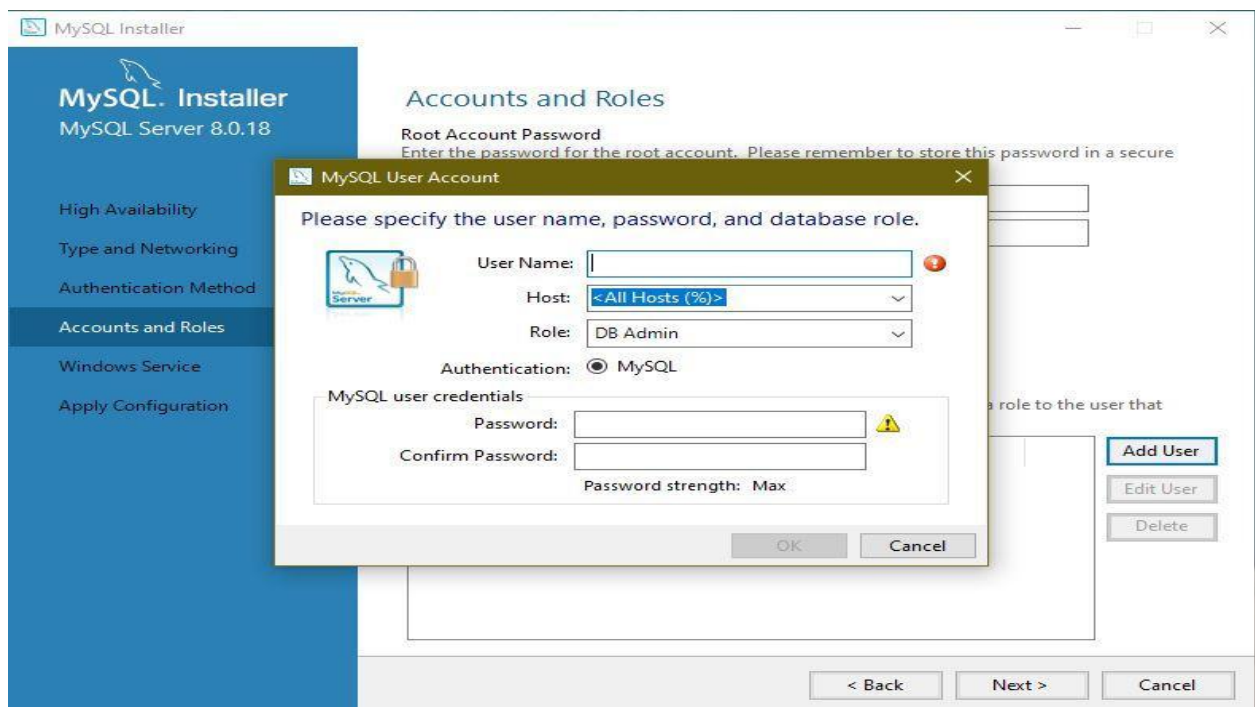 MySQL Installer
MySQL. Installer
MySQL Server 8.0.18
High Availability
Type and Networking
Authentication Method
Accounts and Roles
Windows Service
Apply Configuration
Accounts and Roles
Root Account Password
Enter the password for the root account. Please remember to store this password in a secure
MySQL User Account
Please specify the user name, password, and database role.
Server
User Name:
Host: <All Hosts (%)>
Role: DB Admin
Authentication: MySQL
MySQL user credentials
Password:
Confirm Password:
Password strength: Max
OK Cancel
a role to the user that
Add User
Edit User
Delete
< Back Next > Cancel